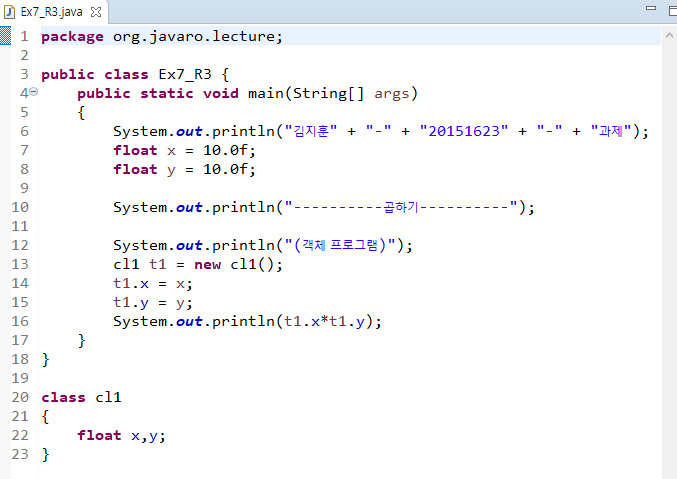 Ex7_R3.java
1 package org.javaro.lecture;
2
3 public class Ex7_R3 {
4 public static void main(String[] args)
5 {
6 System.out.println("김지훈" + "-" + "20151623" + "-" + "과제");
7 float x = 10.0f;
8 float y = 10.0f;
9
10 System.out.println("----------곱하기----------");
11
12 System.out.println("(객체 프로그램)");
13 cl1 t1 = new cl1();
14 t1.x = x;
15 t1.y = y;
16 System.out.println(t1.x*t1.y);
17 }
18 }
19
20 class cl1
21 {
22 float x,y;
23 }